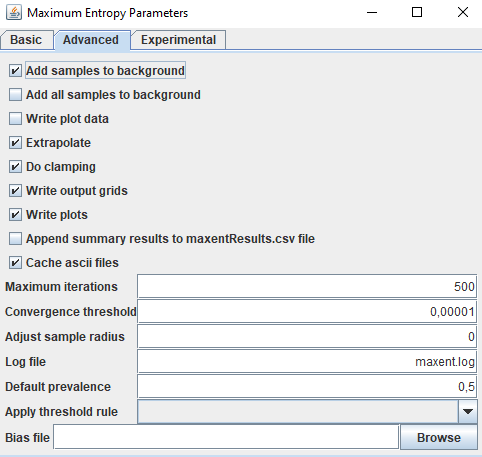 Maximum Entropy Parameters
Basic Advanced Experimental
Add samples to background
Add all samples to background
Write plot data
Extrapolate
Do clamping
Write output grids
Write plots
Append summary results to maxentResults.csv file
Cache ascii files
Maximum iterations 500
Convergence threshold 0,00001
Adjust sample radius 0
Log file maxent.log
Default prevalence 0,5
Apply threshold rule
Bias file Browse